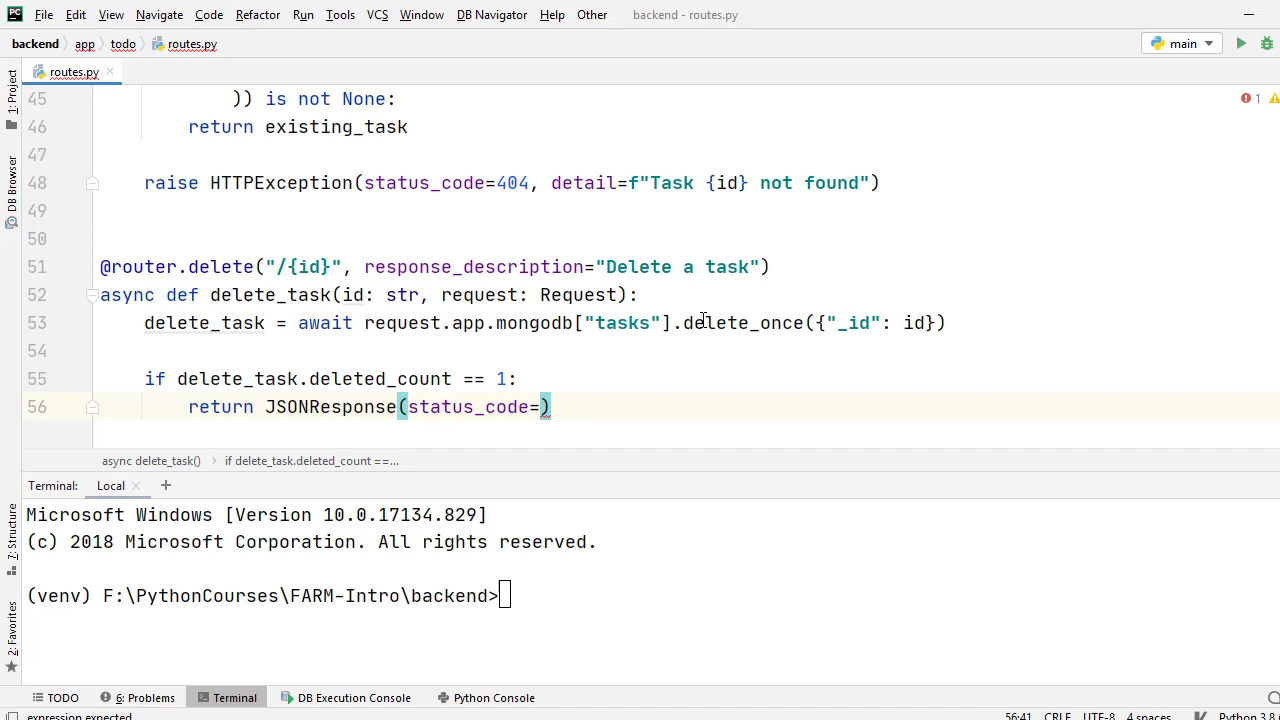 PC File Edit View Navigate Code Refactor Run Tools VCS Window DB Navigator Help Other backend - routes.py
backend app todo routes.py main
routes.py
1: Project
DB Browser
7: Structure
2: Favorites
45 )) is not None: 1
46 return existing_task
47
48 raise HTTPException(status_code=404, detail=f"Task {id} not found")
49
50
51 @router.delete("/{id}", response_description="Delete a task")
52 async def delete_task(id: str, request: Request):
53 delete_task = await request.app.mongodb["tasks"].delete_once({"_id": id})
54
55 if delete_task.deleted_count == 1:
56 return JSONResponse(status_code=)
async delete_task() if delete_task.deleted_count ==...
Terminal: Local
Microsoft Windows [Version 10.0.17134.829]
(c) 2018 Microsoft Corporation. All rights reserved.
(venv) F:\PythonCourses\FARM-Intro\backend>
TODO 6: Problems Terminal DB Execution Console Python Console
expression expected 56:41 CRLF UTF-8 4 spaces Python 3.8